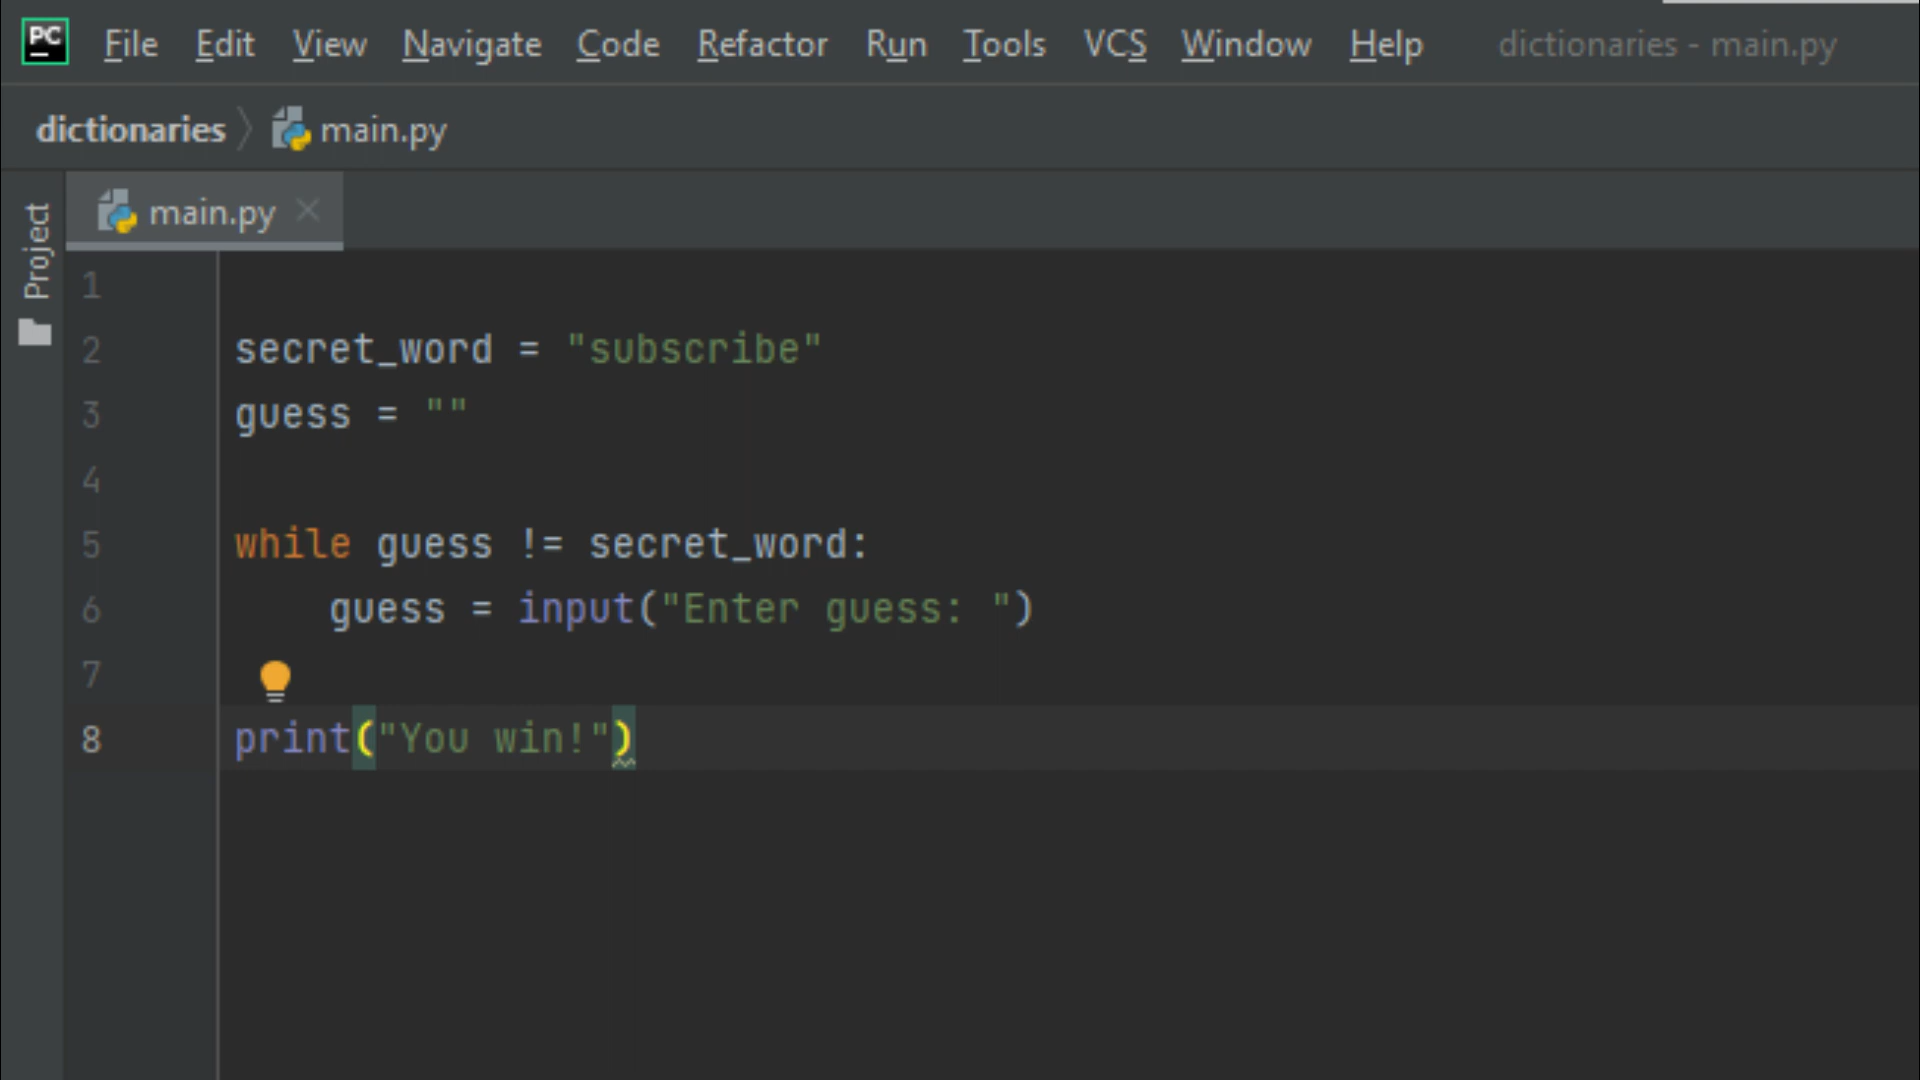 PC File Edit View Navigate Code Refactor Run Tools VCS Window Help dictionaries - main.py
dictionaries main.py
Project
main.py
1
2 secret_word = "subscribe"
3 guess = ""
4
5 while guess != secret_word:
6     guess = input("Enter guess: ")
7
8 print("You win!")